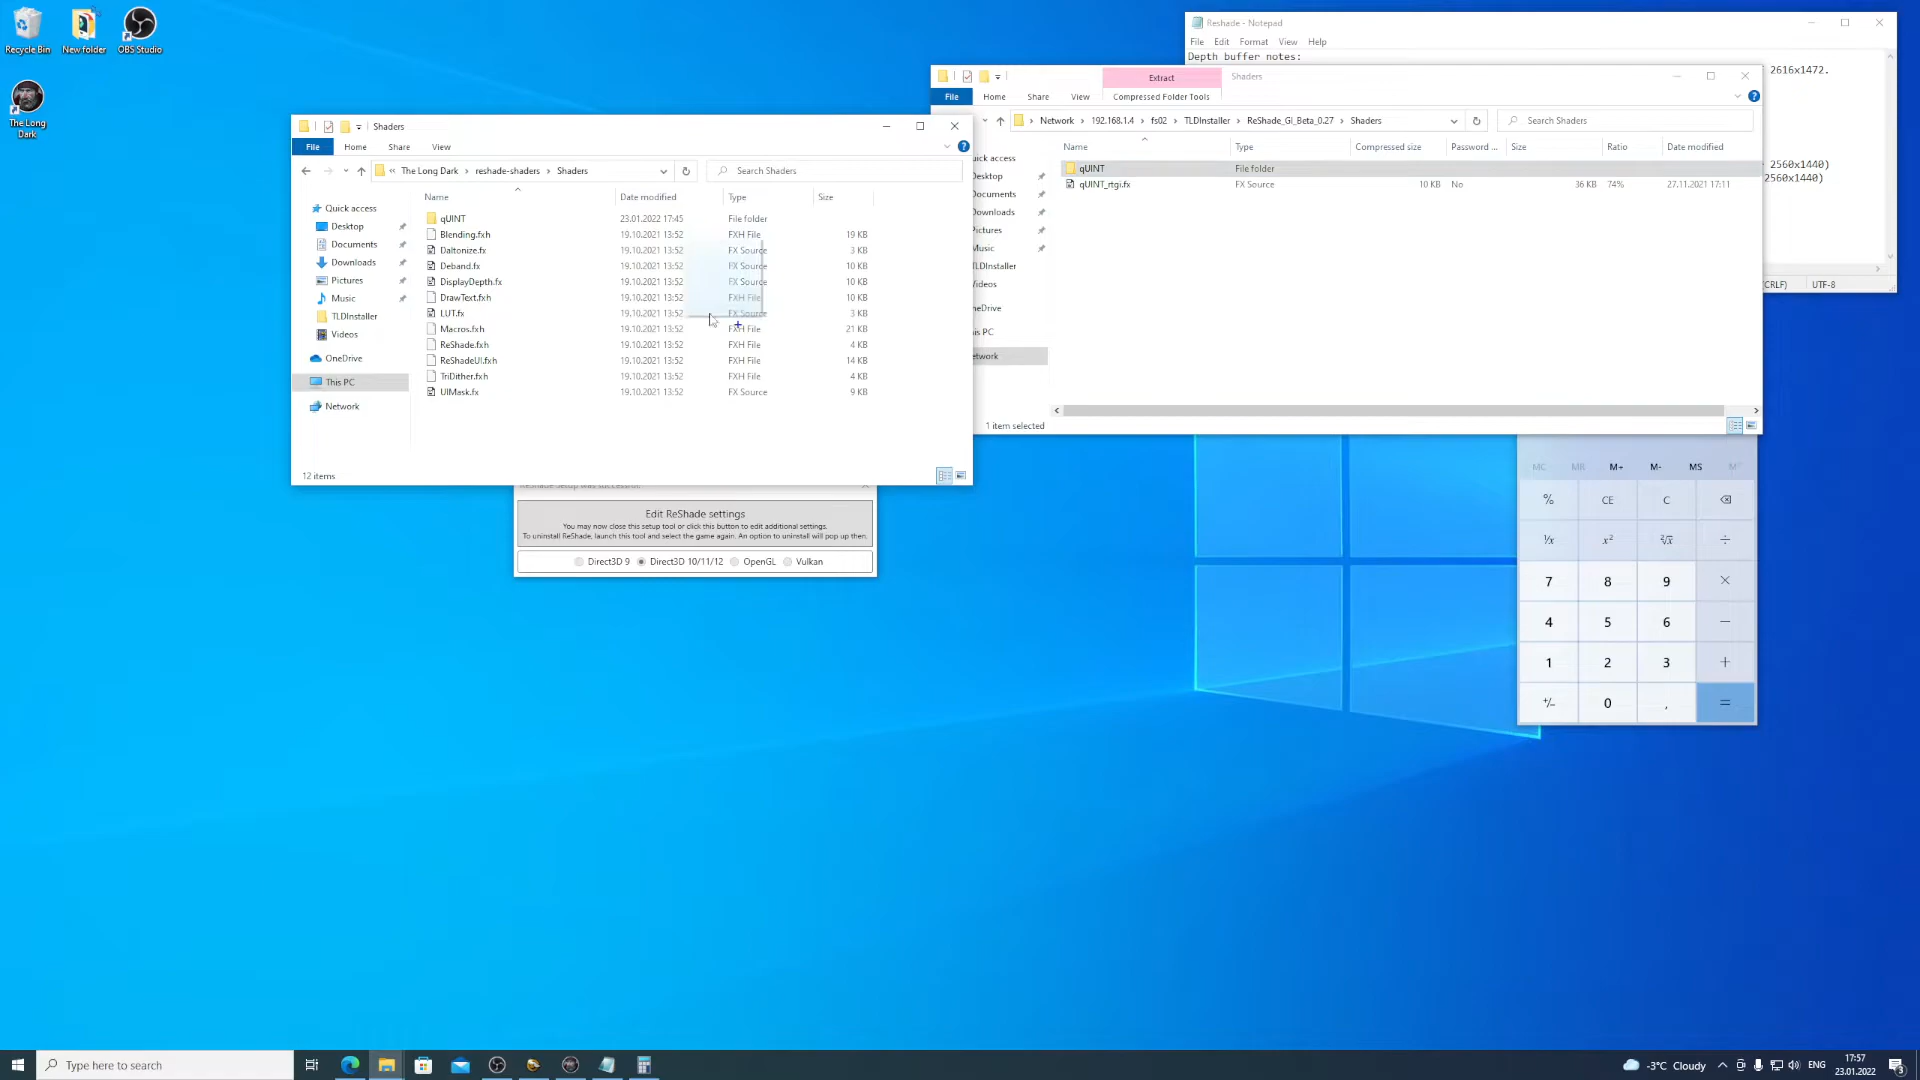 Recycle Bin
New folder
OBS Studio
The Long Dark
Reshade - Notepad
File Edit Format View Help
Depth buffer notes:
2616x1472.
2560x1440)
2560x1440)
(CRLF) UTF-8
Extract
Shaders
File Home Share View Compressed Folder Tools
Network 192.168.1.4 fs02 TLDInstaller ReShade_GI_Beta_0.27 Shaders
Search Shaders
Name Type Compressed size Password ... Size Ratio Date modified
qUINT File folder
qUINT_rtgi.fx FX Source 10 KB No 36 KB 74% 27.11.2021 17:11
uick access
Desktop
Documents
Downloads
Pictures
Music
TLDInstaller
Videos
neDrive
is PC
etwork
1 item selected
Shaders
File Home Share View
« The Long Dark reshade-shaders Shaders
Search Shaders
Name Date modified Type Size
Quick access
Desktop
Documents
Downloads
Pictures
Music
TLDInstaller
Videos
OneDrive
This PC
Network
qUINT 23.01.2022 17:45 File folder
Blending.fxh 19.10.2021 13:52 FXH File 19 KB
Daltonize.fx 19.10.2021 13:52 FX Source 3 KB
Deband.fx 19.10.2021 13:52 FX Source 10 KB
DisplayDepth.fx 19.10.2021 13:52 FX Source 10 KB
DrawText.fxh 19.10.2021 13:52 FXH File 10 KB
LUT.fx 19.10.2021 13:52 FX Source 3 KB
Macros.fxh 19.10.2021 13:52 FXH File 21 KB
ReShade.fxh 19.10.2021 13:52 FXH File 4 KB
ReShadeUI.fxh 19.10.2021 13:52 FXH File 14 KB
TriDither.fxh 19.10.2021 13:52 FXH File 4 KB
UIMask.fx 19.10.2021 13:52 FX Source 9 KB
12 items
ReShade setup was successful.
Edit ReShade settings
You may now close this setup tool or click this button to edit additional settings.
To uninstall ReShade, launch this tool and select the game again. An option to uninstall will pop up then.
Direct3D 9 Direct3D 10/11/12 OpenGL Vulkan
MC MR M+ M- MS M
% CE C
1/x x² ²√x ÷
7 8 9 ×
4 5 6 −
1 2 3 +
+/− 0 , =
Type here to search
-3°C Cloudy
ENG
17:57
23.01.2022
3